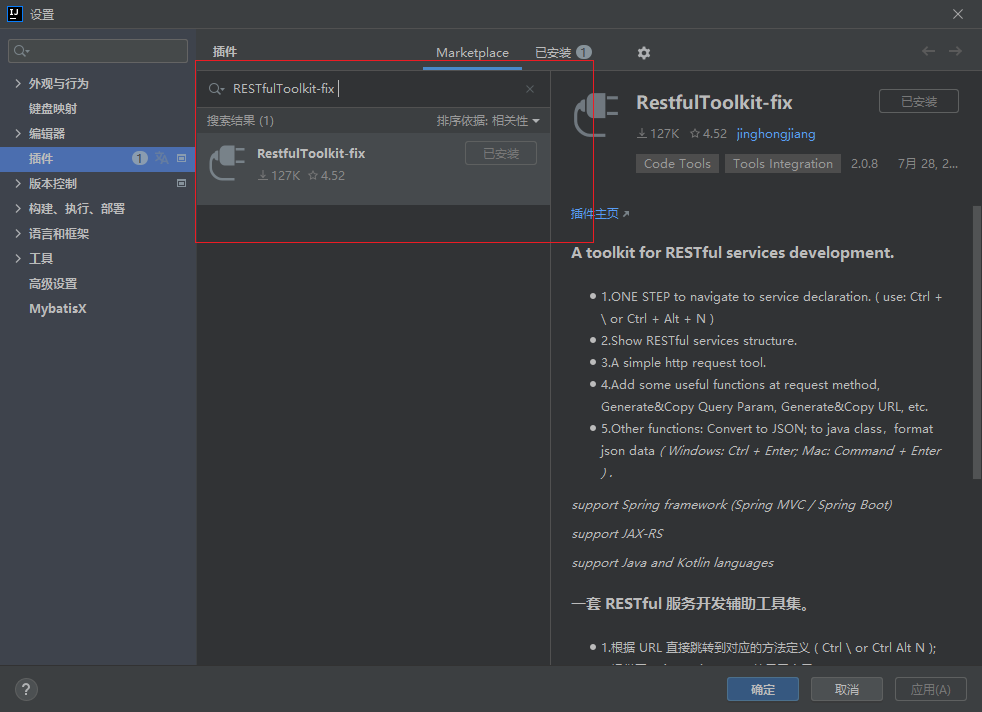 设置
外观与行为
键盘映射
编辑器
插件 1
版本控制
构建、执行、部署
语言和框架
工具
高级设置
MybatisX
插件 Marketplace 已安装 1
RESTfulToolkit-fix
搜索结果 (1) 排序依据: 相关性
RestfulToolkit-fix 已安装
127K 4.52
RestfulToolkit-fix 已安装
127K 4.52 jinghongjiang
Code Tools Tools Integration 2.0.8 7月 28, 2...
插件主页
A toolkit for RESTful services development.
1.ONE STEP to navigate to service declaration. ( use: Ctrl +
\ or Ctrl + Alt + N )
2.Show RESTful services structure.
3.A simple http request tool.
4.Add some useful functions at request method,
Generate&Copy Query Param, Generate&Copy URL, etc.
5.Other functions: Convert to JSON; to java class，format
json data ( Windows: Ctrl + Enter; Mac: Command + Enter
) .
support Spring framework (Spring MVC / Spring Boot)
support JAX-RS
support Java and Kotlin languages
一套 RESTful 服务开发辅助工具集。
1.根据 URL 直接跳转到对应的方法定义 ( Ctrl \ or Ctrl Alt N );
? 确定 取消 应用(A)